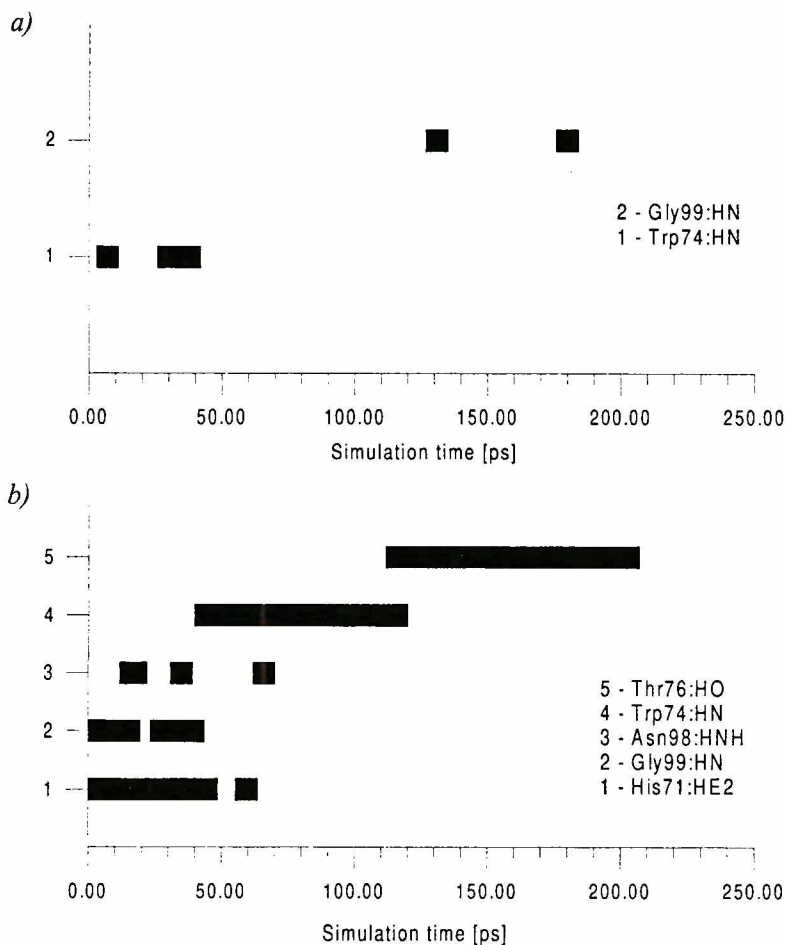 a)
2
2 - Gly99:HN
1 - Trp74:HN
1
0.00 50.00 100.00 150.00 200.00 250.00
Simulation time [ps]
b)
5
4
3
2
1
5 - Thr76:HO
4 - Trp74:HN
3 - Asn98:HNH
2 - Gly99:HN
1 - His71:HE2
0.00 50.00 100.00 150.00 200.00 250.00
Simulation time [ps]